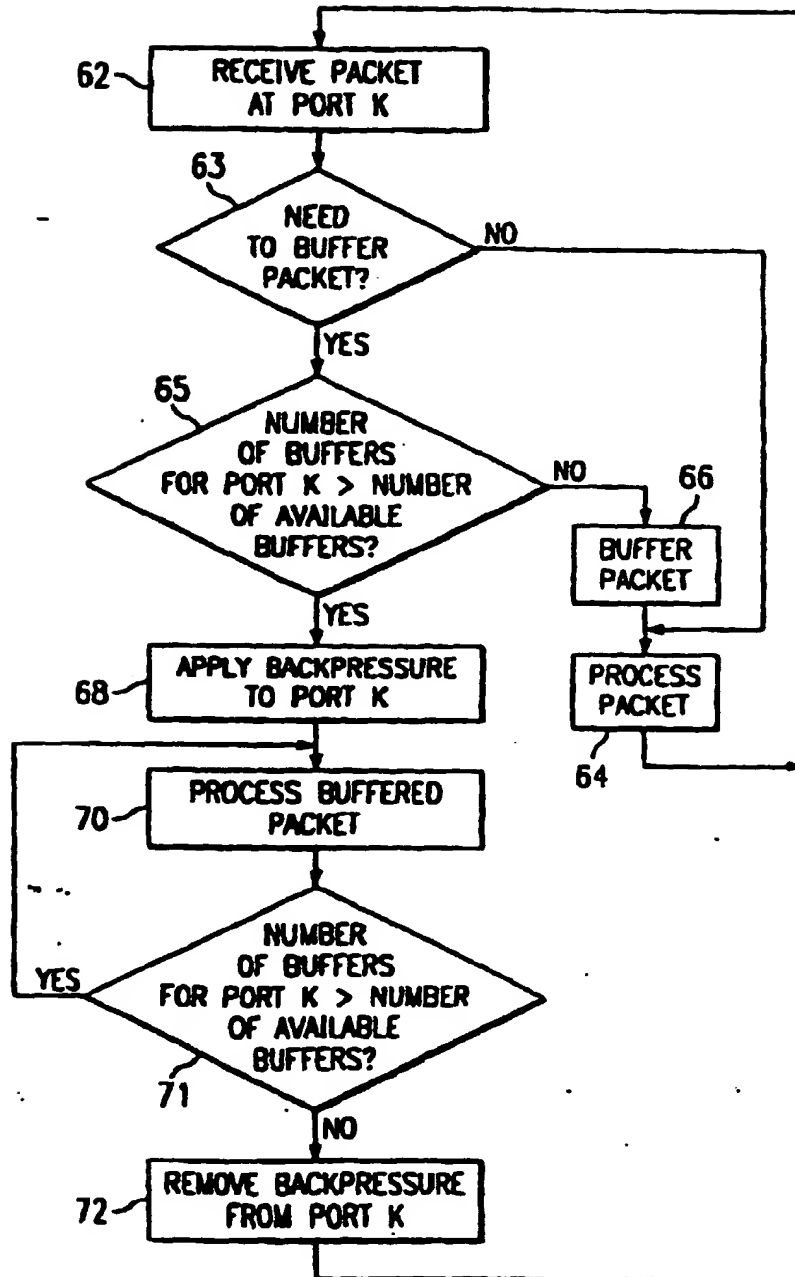 62
RECEIVE PACKET
AT PORT K
63
NEED
TO BUFFER
PACKET?
NO
YES
65
NUMBER
OF BUFFERS
FOR PORT K > NUMBER
OF AVAILABLE
BUFFERS?
NO
66
BUFFER
PACKET
YES
68
APPLY BACKPRESSURE
TO PORT K
PROCESS
PACKET
64
70
PROCESS BUFFERED
PACKET
NUMBER
OF BUFFERS
FOR PORT K > NUMBER
OF AVAILABLE
BUFFERS?
YES
71
NO
72
REMOVE BACKPRESSURE
FROM PORT K